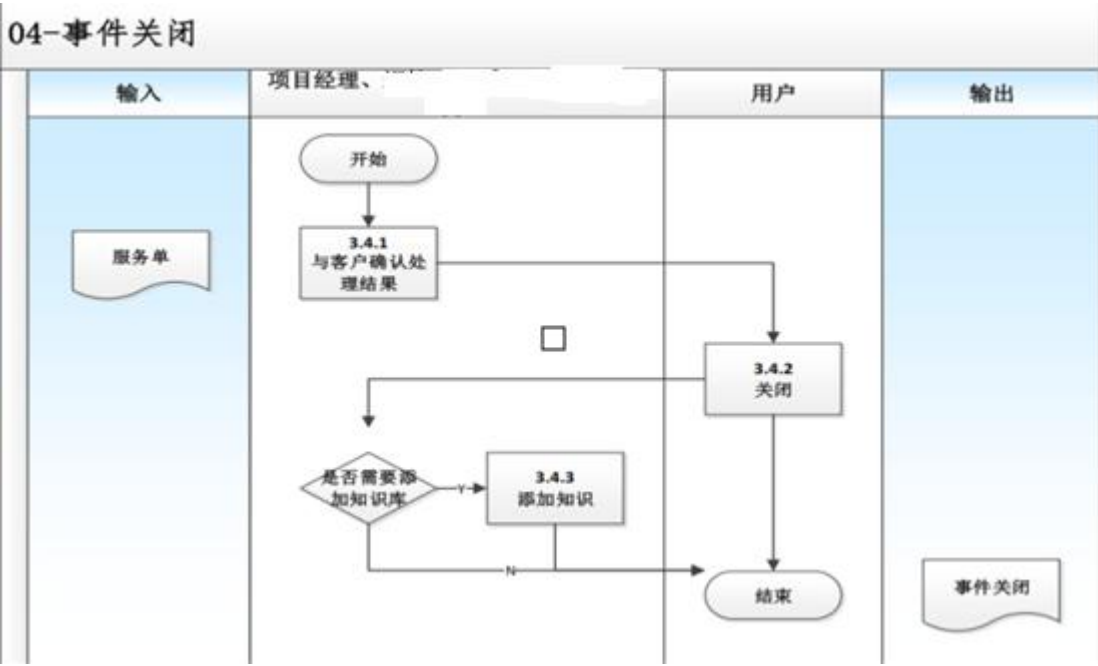 04-事件关闭
输入
项目经理、
用户
输出
开始
服务单
3.4.1
与客户确认处
理结果
3.4.2
关闭
是否需要添
加知识库
Y
3.4.3
添加知识
N
结束
事件关闭